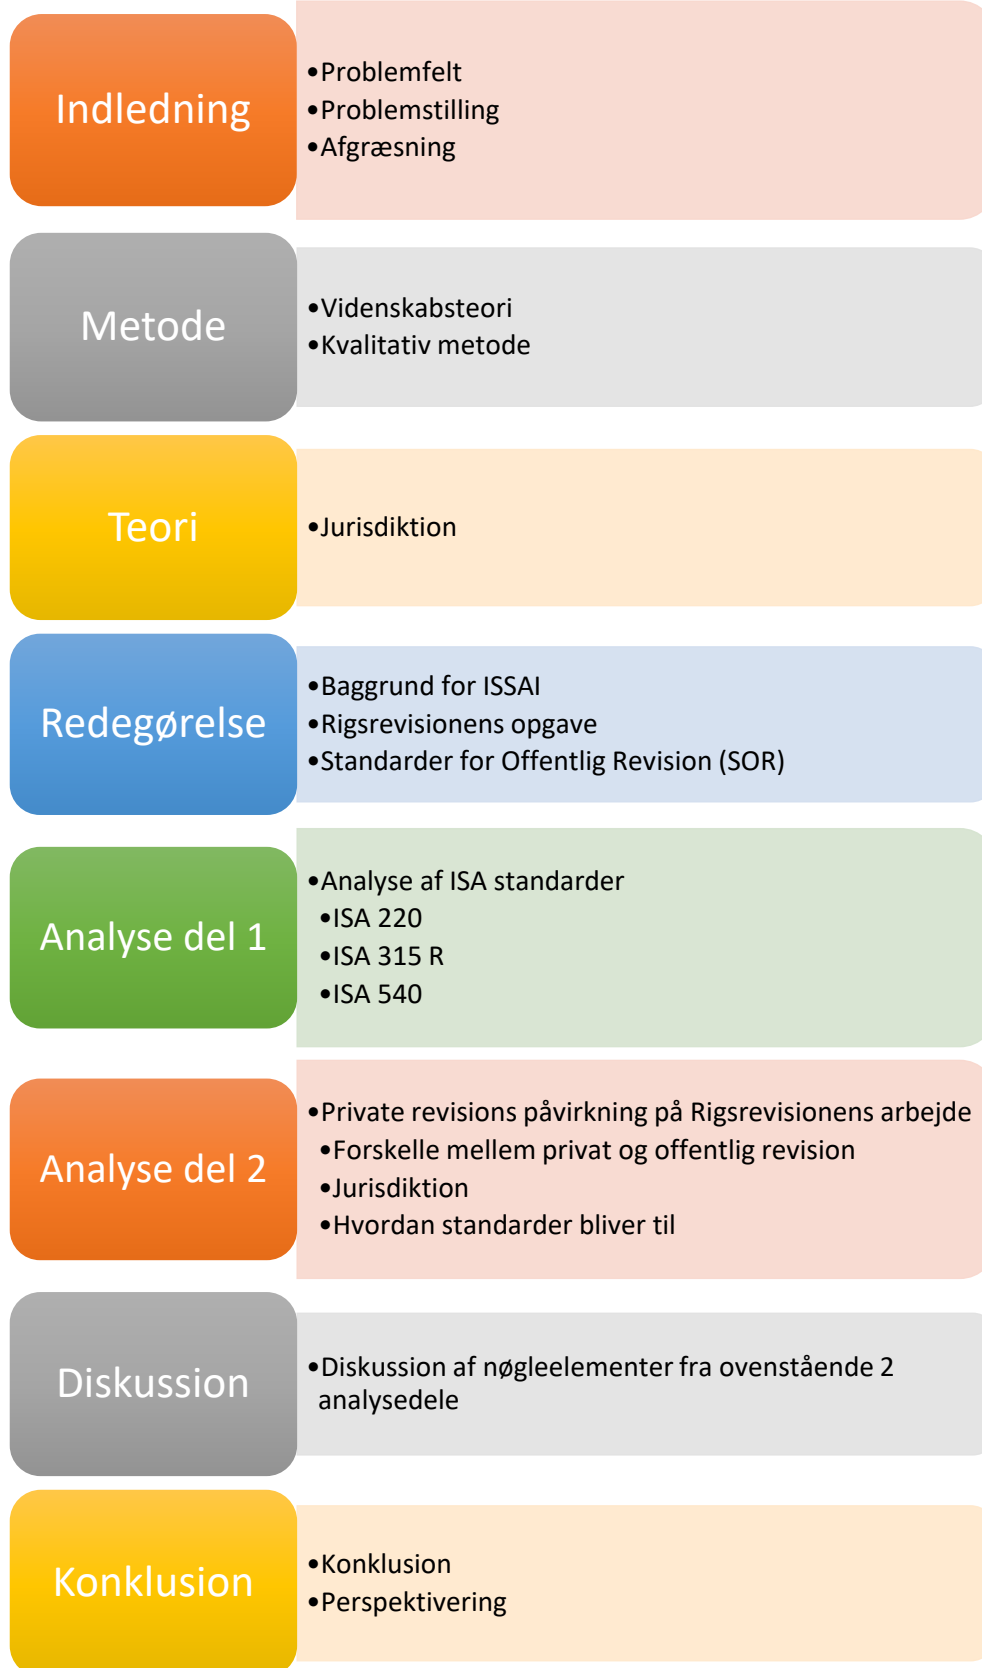 Indledning
•Problemfelt
•Problemstilling
•Afgræsning
Metode
•Videnskabsteori
•Kvalitativ metode
Teori
•Jurisdiktion
Redegørelse
•Baggrund for ISSAI
•Rigsrevisionens opgave
•Standarder for Offentlig Revision (SOR)
Analyse del 1
•Analyse af ISA standarder
•ISA 220
•ISA 315 R
•ISA 540
Analyse del 2
•Private revisions påvirkning på Rigsrevisionens arbejde
•Forskelle mellem privat og offentlig revision
•Jurisdiktion
•Hvordan standarder bliver til
Diskussion
•Diskussion af nøgleelementer fra ovenstående 2
analysedele
Konklusion
•Konklusion
•Perspektivering